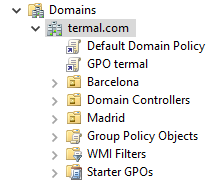 Domains
termal.com
Default Domain Policy
GPO termal
Barcelona
Domain Controllers
Madrid
Group Policy Objects
WMI Filters
Starter GPOs